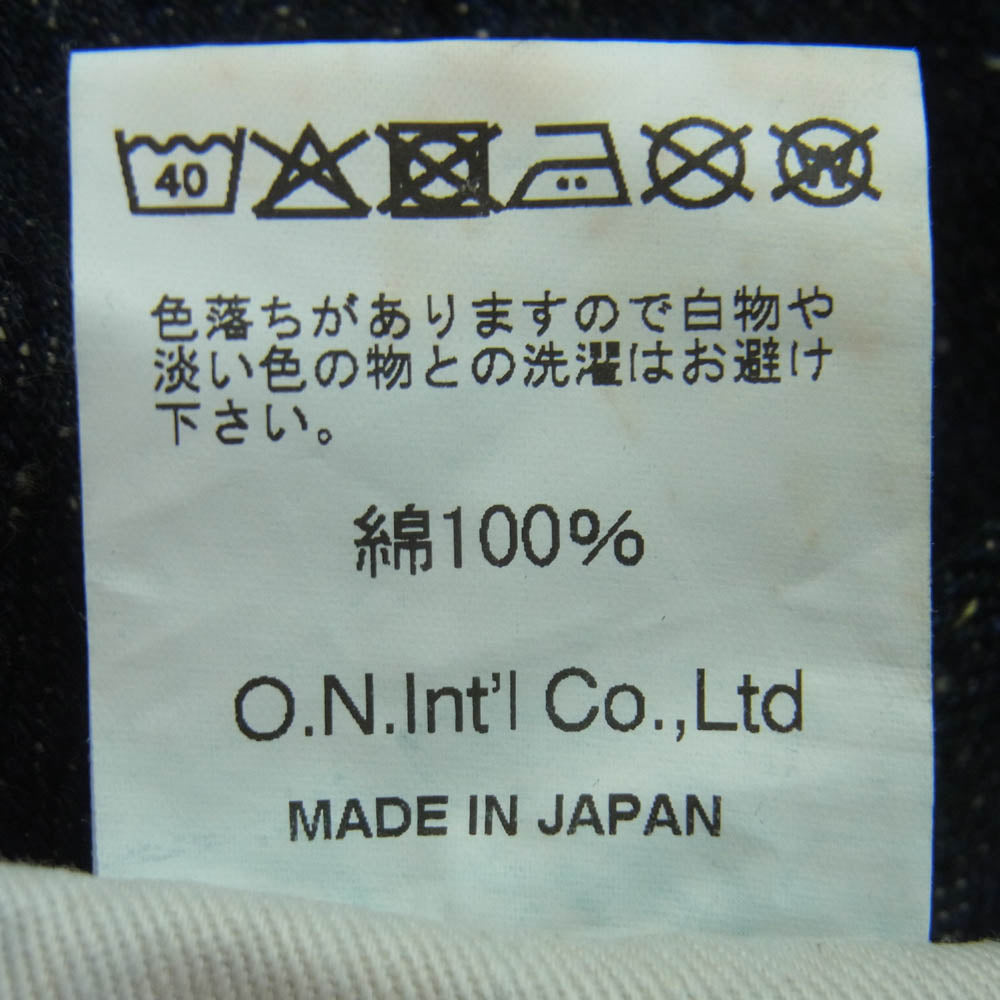 40
W
色落ちがありますので白物や
淡い色の物との洗濯はお避け
下さい。
綿100%
O.N.Int'l Co.,Ltd
MADE IN JAPAN